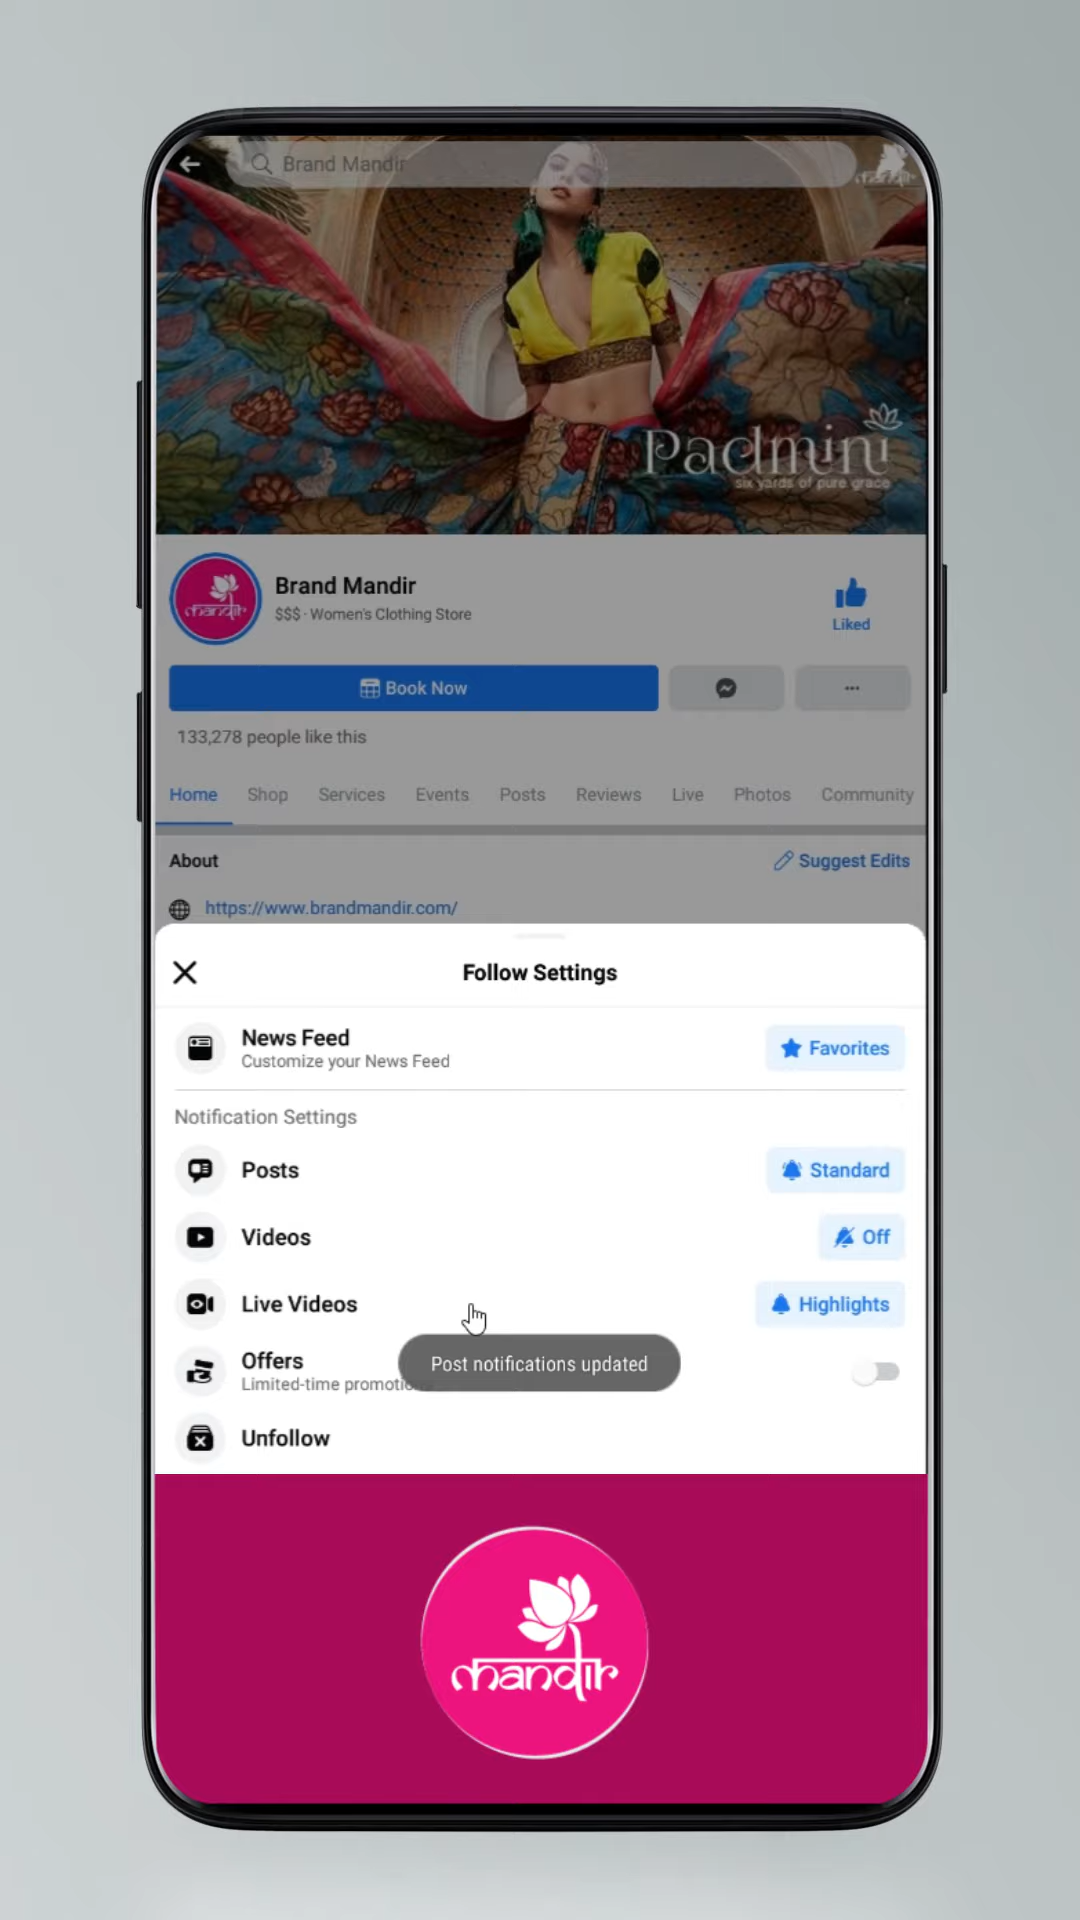 Brand Mandir
mandir
Padmini
six yards of pure grace
mandir
Brand Mandir
$$$ · Women's Clothing Store
Liked
Book Now
133,278 people like this
Home Shop Services Events Posts Reviews Live Photos Community
About
Suggest Edits
https://www.brandmandir.com/
Follow Settings
News Feed
Customize your News Feed
Favorites
Notification Settings
Posts
Standard
Videos
Off
Live Videos
Highlights
Offers
Limited-time promotio
Post notifications updated
Unfollow
mandir